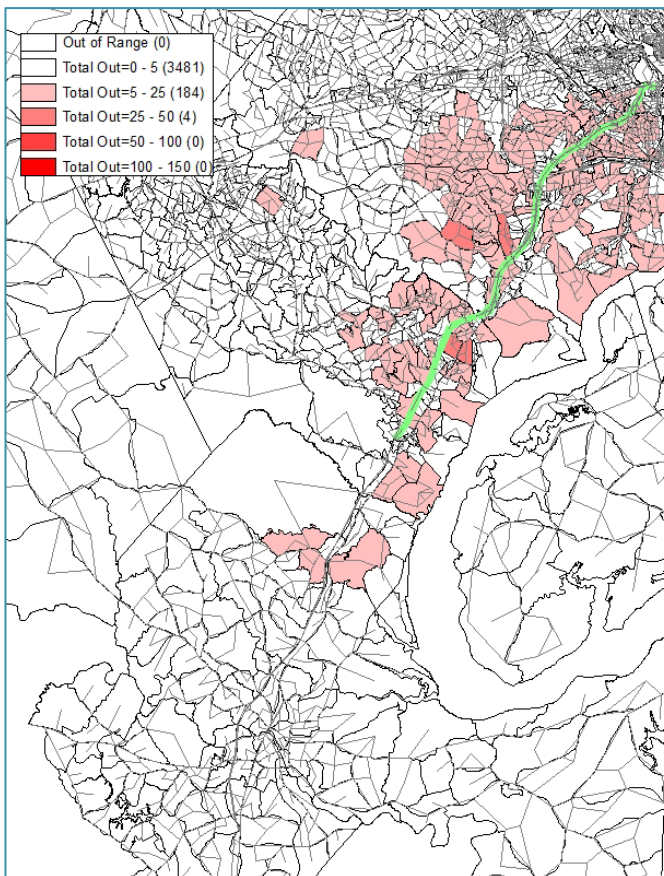 Out of Range (0)
Total Out=0 - 5 (3481)
Total Out=5 - 25 (184)
Total Out=25 - 50 (4)
Total Out=50 - 100 (0)
Total Out=100 - 150 (0)